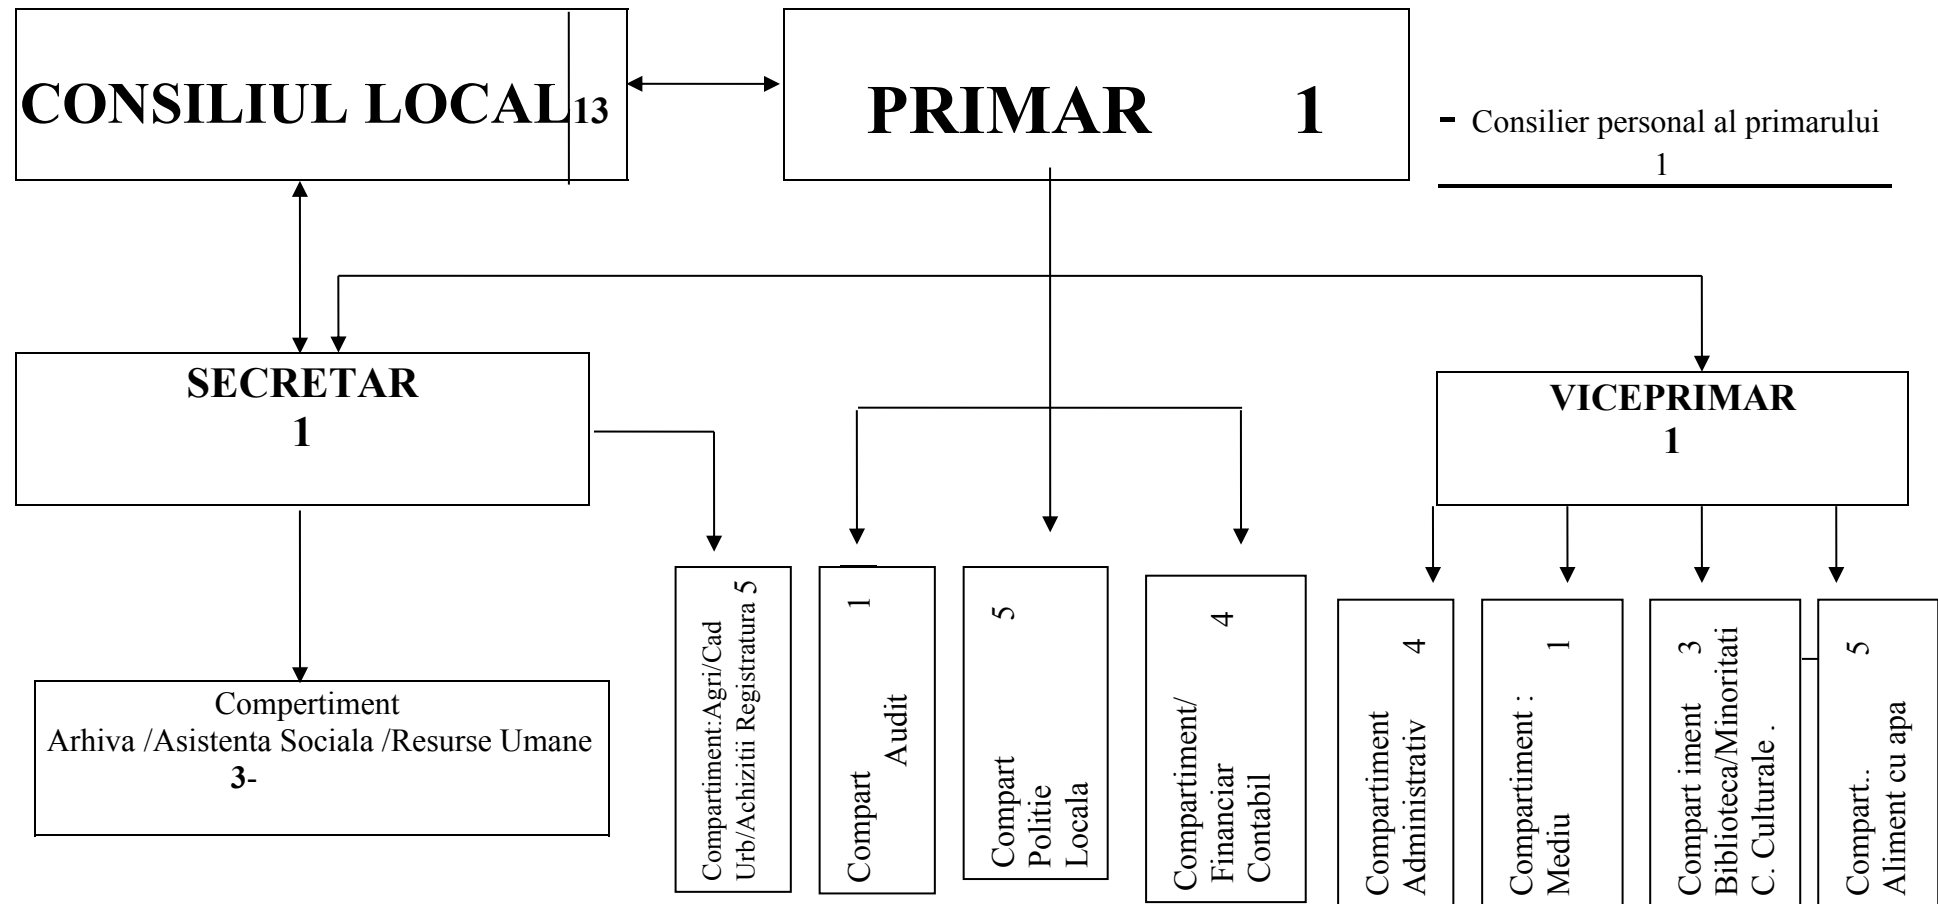 CONSILIUL LOCAL 13
PRIMAR 1
- Consilier personal al primarului
1
SECRETAR
1
VICEPRIMAR
1
Compertiment
Arhiva /Asistenta Sociala /Resurse Umane
3-
Compartiment:Agri/Cad
Urb/Achizitii Registratura 5
Compart 1
Audit
Compart 5
Politie
Locala
Compartiment/ 4
Financiar
Contabil
Compartiment 4
Administrativ
Compartiment : 1
Mediu
Compart iment 3
Biblioteca/Minoritati
C. Culturale .
Compart.. 5
Aliment cu apa